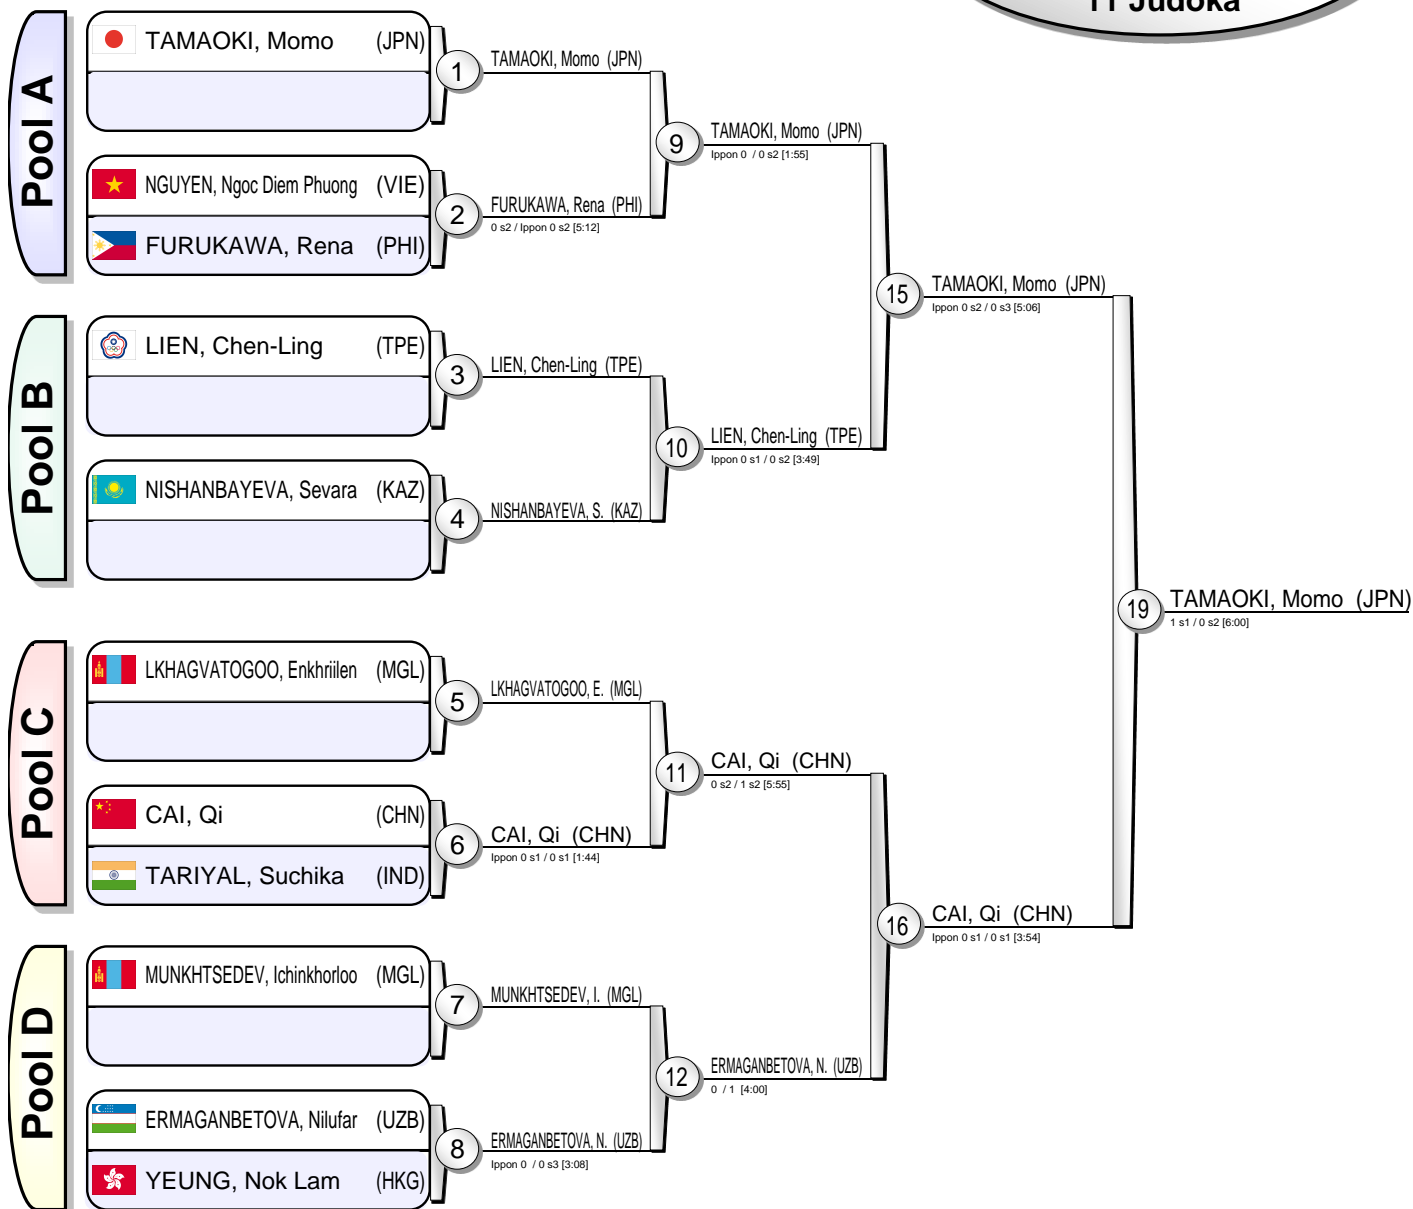 11 Judoka
Pool A
TAMAOKI, Momo (JPN)
1
TAMAOKI, Momo (JPN)
NGUYEN, Ngoc Diem Phuong (VIE)
FURUKAWA, Rena (PHI)
2
FURUKAWA, Rena (PHI)
0 s2 / Ippon 0 s2 [5:12]
9
TAMAOKI, Momo (JPN)
Ippon 0 / 0 s2 [1:55]
Pool B
LIEN, Chen-Ling (TPE)
3
LIEN, Chen-Ling (TPE)
NISHANBAYEVA, Sevara (KAZ)
4
NISHANBAYEVA, S. (KAZ)
10
LIEN, Chen-Ling (TPE)
Ippon 0 s1 / 0 s2 [3:49]
15
TAMAOKI, Momo (JPN)
Ippon 0 s2 / 0 s3 [5:06]
Pool C
LKHAGVATOGOO, Enkhriilen (MGL)
5
LKHAGVATOGOO, E. (MGL)
CAI, Qi (CHN)
TARIYAL, Suchika (IND)
6
CAI, Qi (CHN)
Ippon 0 s1 / 0 s1 [1:44]
11
CAI, Qi (CHN)
0 s2 / 1 s2 [5:55]
Pool D
MUNKHTSEDEV, Ichinkhorloo (MGL)
7
MUNKHTSEDEV, I. (MGL)
ERMAGANBETOVA, Nilufar (UZB)
YEUNG, Nok Lam (HKG)
8
ERMAGANBETOVA, N. (UZB)
Ippon 0 / 0 s3 [3:08]
12
ERMAGANBETOVA, N. (UZB)
0 / 1 [4:00]
16
CAI, Qi (CHN)
Ippon 0 s1 / 0 s1 [3:54]
19
TAMAOKI, Momo (JPN)
1 s1 / 0 s2 [6:00]